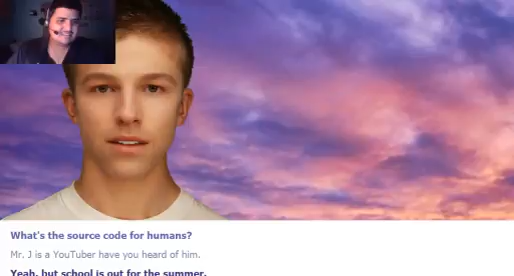 What's the source code for humans?
Mr. J is a YouTuber have you heard of him.
Yeah, but school is out for the summer.